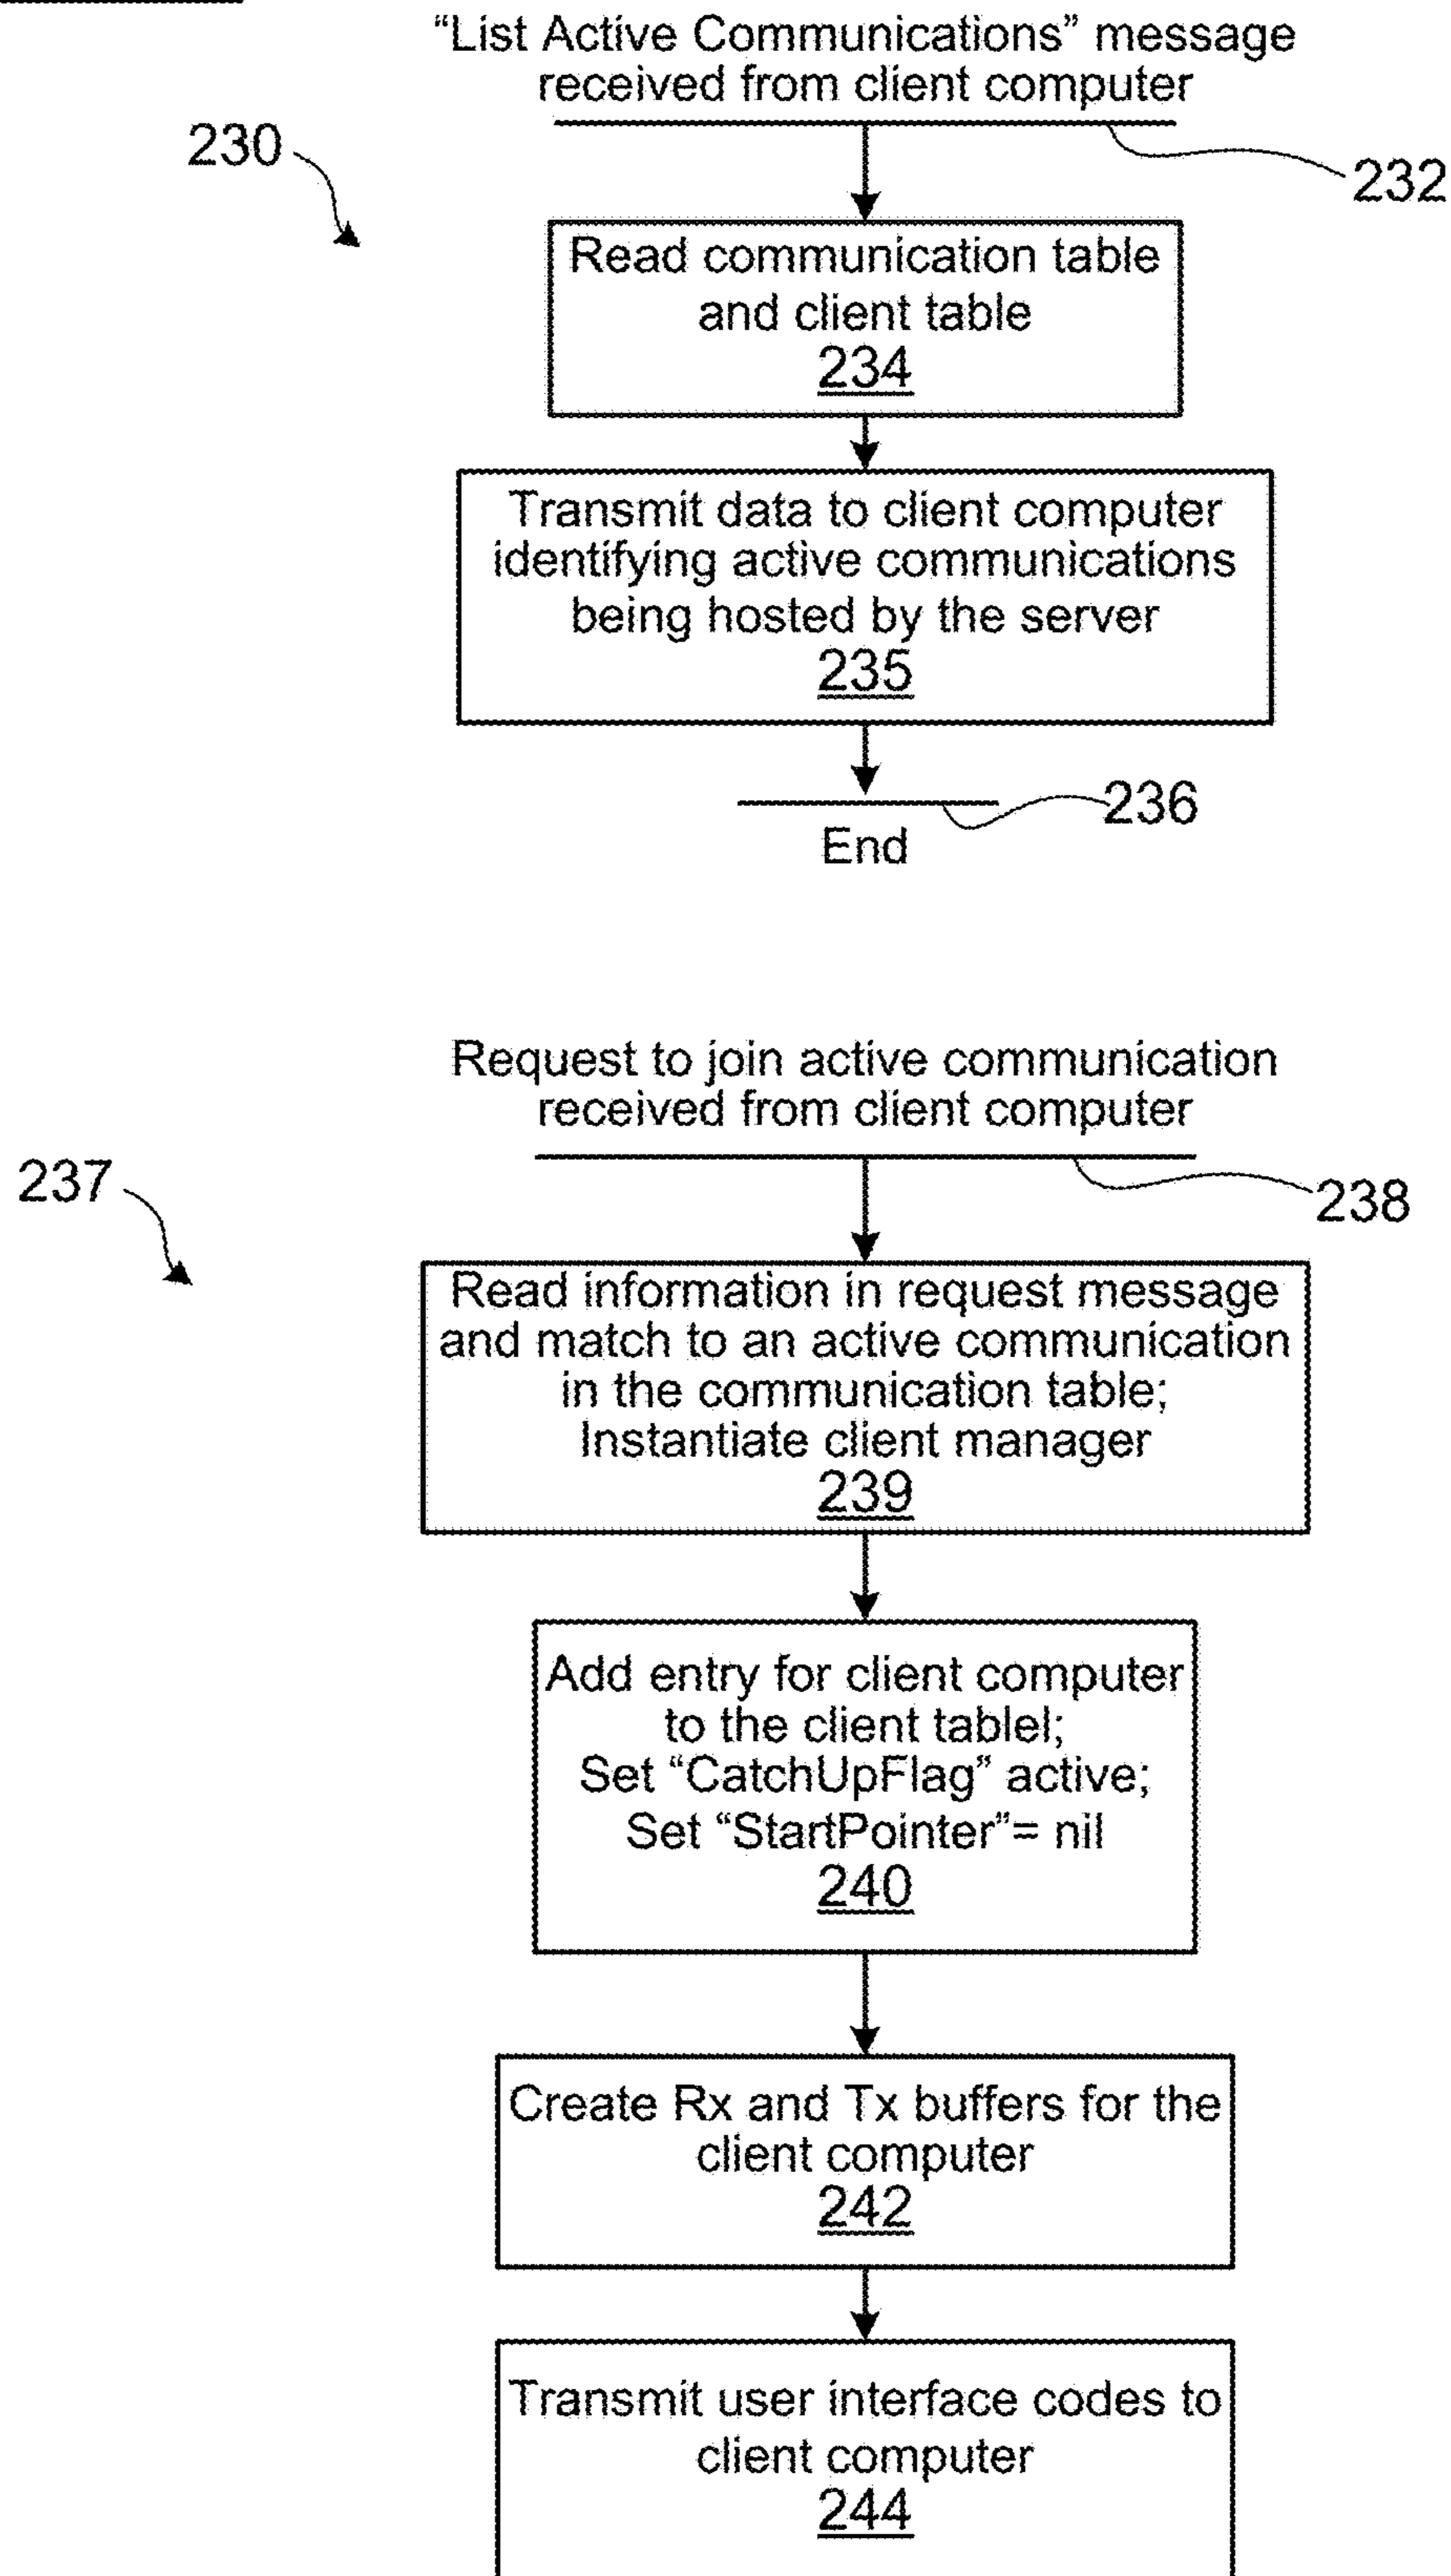 “List Active Communications” message
received from client computer
230
232
Read communication table
and client table
234
Transmit data to client computer
identifying active communications
being hosted by the server
235
236
End
Request to join active communication
received from client computer
237
238
Read information in request message
and match to an active communication
in the communication table;
Instantiate client manager
239
Add entry for client computer
to the client tablel;
Set “CatchUpFlag” active;
Set “StartPointer”= nil
240
Create Rx and Tx buffers for the
client computer
242
Transmit user interface codes to
client computer
244